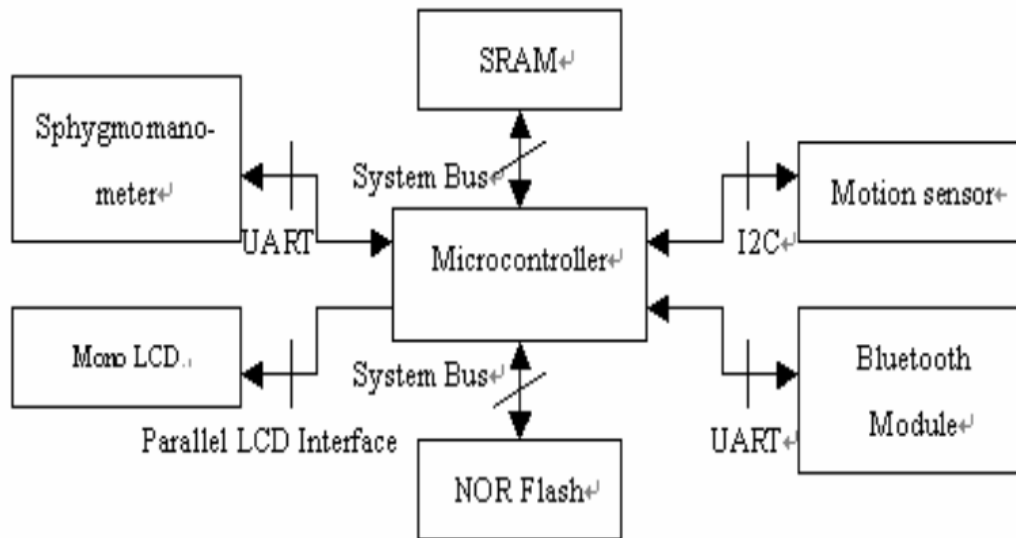 SRAM↵
Sphygmomano-
meter↵
System Bus↵
UART
Microcontroller↵
Motion sensor↵
I2C↵
Mono LCD.↵
Parallel LCD Interface
System Bus↵
Bluetooth
Module↵
UART↵
NOR Flash↵